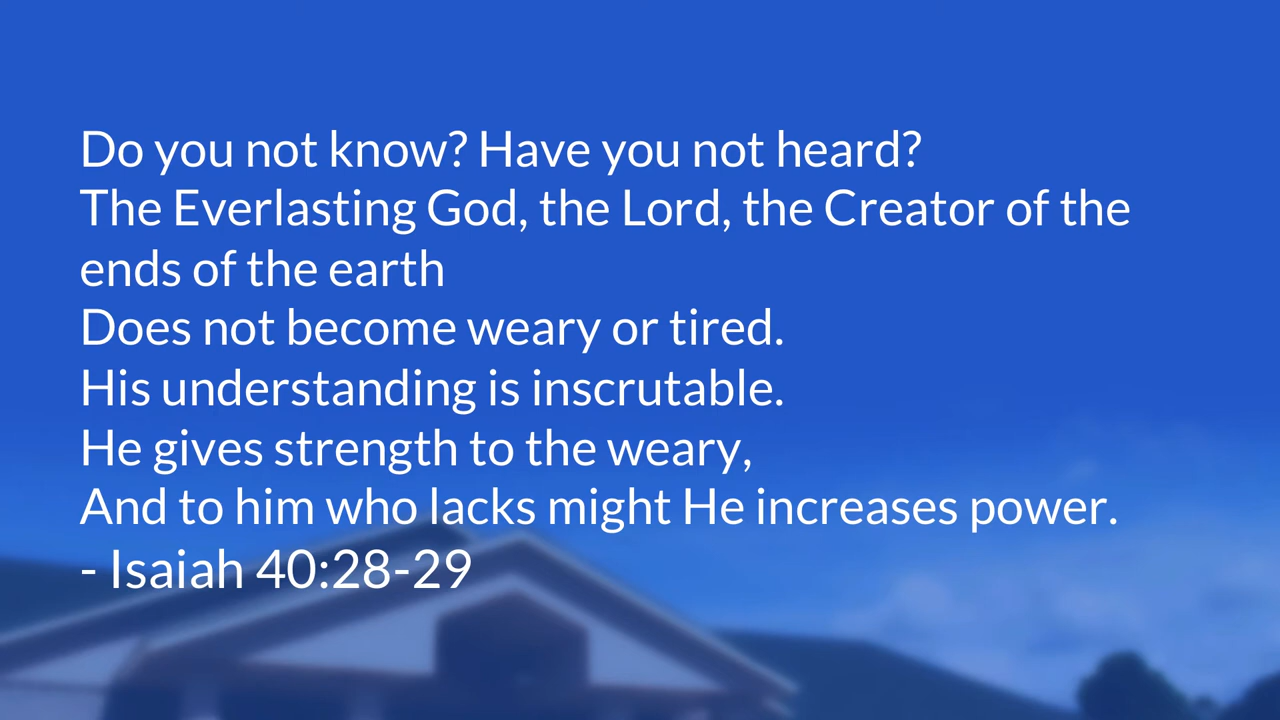 Do you not know? Have you not heard?
The Everlasting God, the Lord, the Creator of the
ends of the earth
Does not become weary or tired.
His understanding is inscrutable.
He gives strength to the weary,
And to him who lacks might He increases power.
- Isaiah 40:28-29